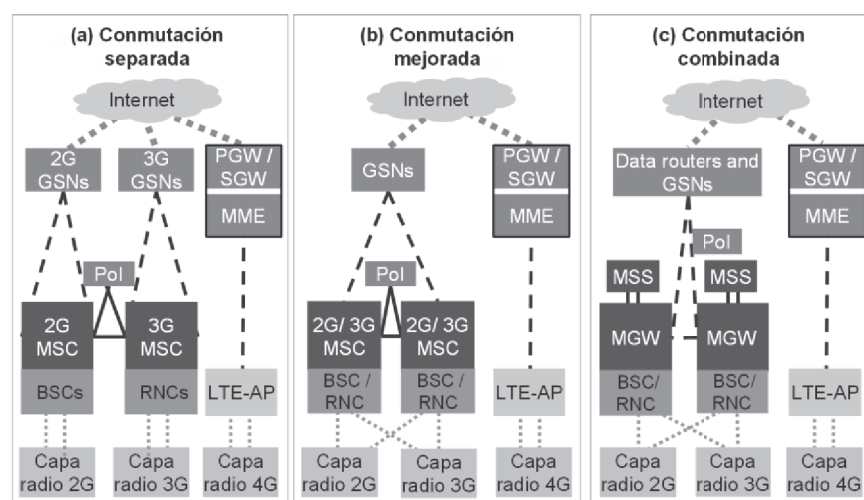 (a) Conmutación
separada
Internet
2G
GSNs
3G
GSNs
PGW /
SGW
MME
PoI
2G
MSC
3G
MSC
BSCs
RNCs
LTE-AP
Capa
radio 2G
Capa
radio 3G
Capa
radio 4G
(b) Conmutación
mejorada
Internet
GSNs
PGW /
SGW
MME
PoI
2G/ 3G
MSC
2G/ 3G
MSC
BSC /
RNC
BSC /
RNC
LTE-AP
Capa
radio 2G
Capa
radio 3G
Capa
radio 4G
(c) Conmutación
combinada
Internet
Data routers and
GSNs
PGW /
SGW
MME
PoI
MSS
MSS
MGW
MGW
BSC/
RNC
BSC/
RNC
LTE-AP
Capa
radio 2G
Capa
radio 3G
Capa
radio 4G